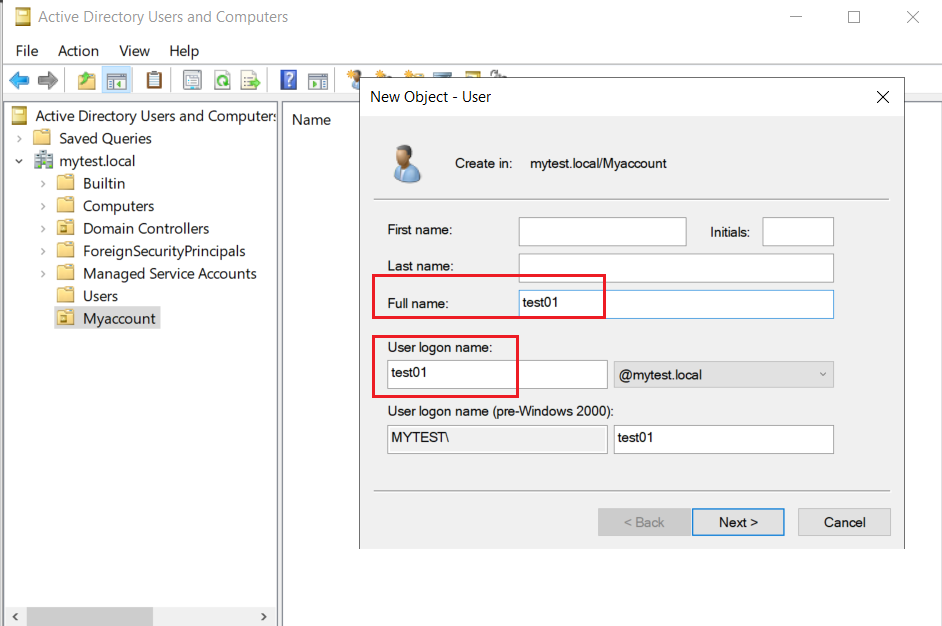 Active Directory Users and Computers
File Action View Help
Active Directory Users and Computers
Saved Queries
mytest.local
Builtin
Computers
Domain Controllers
ForeignSecurityPrincipals
Managed Service Accounts
Users
Myaccount
Name
New Object - User
Create in: mytest.local/Myaccount
First name:
Initials:
Last name:
Full name: test01
User logon name:
test01 @mytest.local
User logon name (pre-Windows 2000):
MYTEST\ test01
< Back Next > Cancel